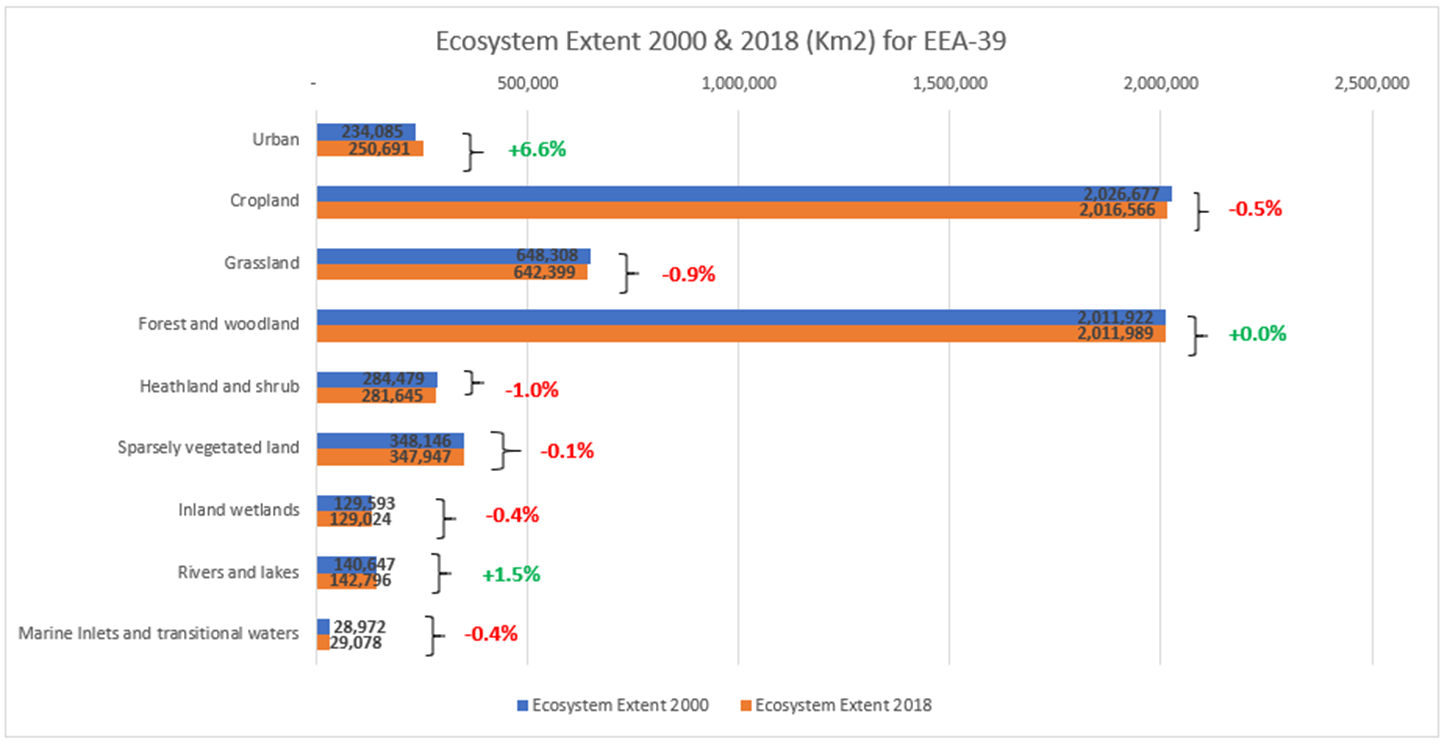 Ecosystem Extent 2000 & 2018 (Km2) for EEA-39
- 500,000 1,000,000 1,500,000 2,000,000 2,500,000
Urban 234,085
250,691 +6.6%
Cropland 2,026,677
2,016,566 -0.5%
Grassland 648,308
642,399 -0.9%
Forest and woodland 2,011,922
2,011,989 +0.0%
Heathland and shrub 284,479
281,645 -1.0%
Sparsely vegetated land 348,146
347,947 -0.1%
Inland wetlands 129,593
129,024 -0.4%
Rivers and lakes 140,647
142,796 +1.5%
Marine Inlets and transitional waters 28,972
29,078 -0.4%
Ecosystem Extent 2000 Ecosystem Extent 2018